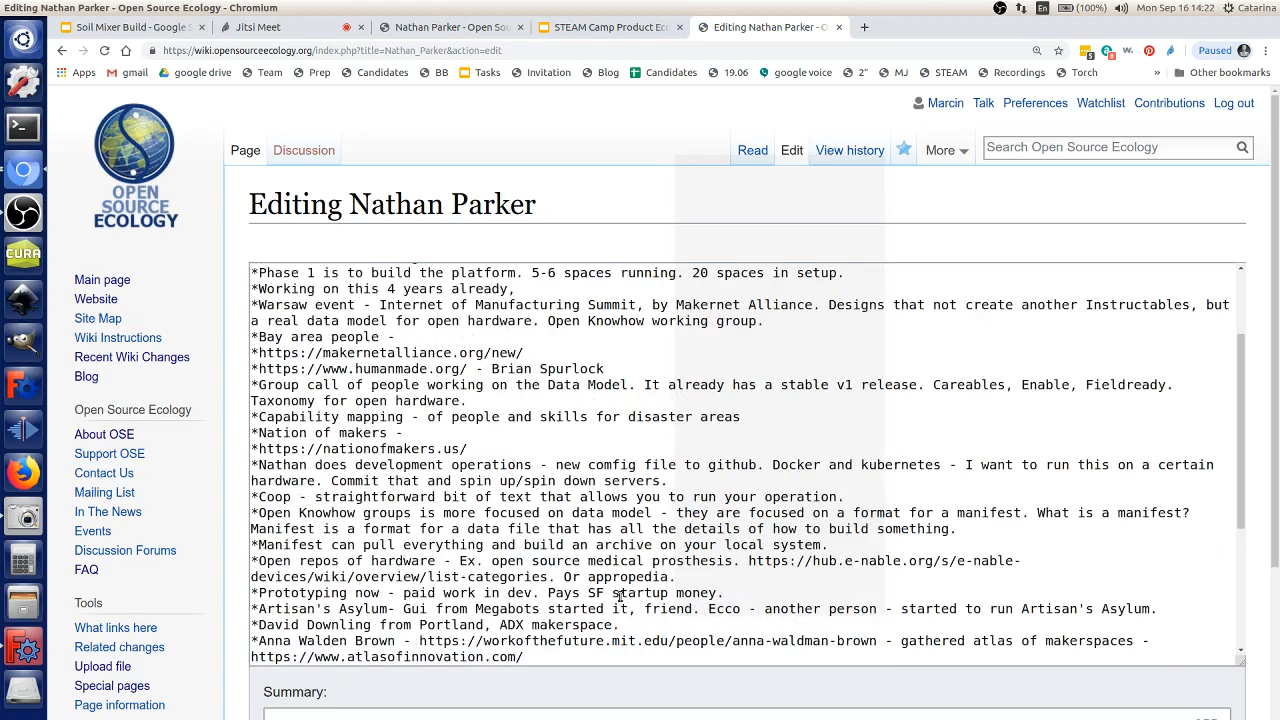 Editing Nathan Parker - Open Source Ecology - Chromium
En
(100%)
Mon Sep 16 14:22
Catarina
Soil Mixer Build - Google S
Jitsi Meet
Nathan Parker - Open Sou
STEAM Camp Product Ec
Editing Nathan Parker - O
https://wiki.opensourceecology.org/index.php?title=Nathan_Parker&action=edit
Paused
Apps
gmail
google drive
Team
Prep
Candidates
BB
Tasks
Invitation
Blog
Candidates
19.06
google voice
2"
MJ
STEAM
Recordings
Torch
»
Other bookmarks
Marcin
Talk
Preferences
Watchlist
Contributions
Log out
OPEN
SOURCE
ECOLOGY
Page
Discussion
Read
Edit
View history
More
Search Open Source Ecology
Editing Nathan Parker
CURA
Main page
Website
Site Map
Wiki Instructions
Recent Wiki Changes
Blog
Open Source Ecology
About OSE
Support OSE
Contact Us
Mailing List
In The News
Events
Discussion Forums
FAQ
Tools
What links here
Related changes
Upload file
Special pages
Page information
*Phase 1 is to build the platform. 5-6 spaces running. 20 spaces in setup.
*Working on this 4 years already,
*Warsaw event - Internet of Manufacturing Summit, by Makernet Alliance. Designs that not create another Instructables, but
a real data model for open hardware. Open Knowhow working group.
*Bay area people -
*https://makernetalliance.org/new/
*https://www.humanmade.org/ - Brian Spurlock
*Group call of people working on the Data Model. It already has a stable v1 release. Careables, Enable, Fieldready.
Taxonomy for open hardware.
*Capability mapping - of people and skills for disaster areas
*Nation of makers -
*https://nationofmakers.us/
*Nathan does development operations - new comfig file to github. Docker and kubernetes - I want to run this on a certain
hardware. Commit that and spin up/spin down servers.
*Coop - straightforward bit of text that allows you to run your operation.
*Open Knowhow groups is more focused on data model - they are focused on a format for a manifest. What is a manifest?
Manifest is a format for a data file that has all the details of how to build something.
*Manifest can pull everything and build an archive on your local system.
*Open repos of hardware - Ex. open source medical prosthesis. https://hub.e-nable.org/s/e-nable-
devices/wiki/overview/list-categories. Or appropedia.
*Prototyping now - paid work in dev. Pays SF startup money.
*Artisan's Asylum- Gui from Megabots started it, friend. Ecco - another person - started to run Artisan's Asylum.
*David Dowling from Portland, ADX makerspace.
*Anna Walden Brown - https://workofthefuture.mit.edu/people/anna-waldman-brown - gathered atlas of makerspaces -
https://www.atlasofinnovation.com/
Summary: